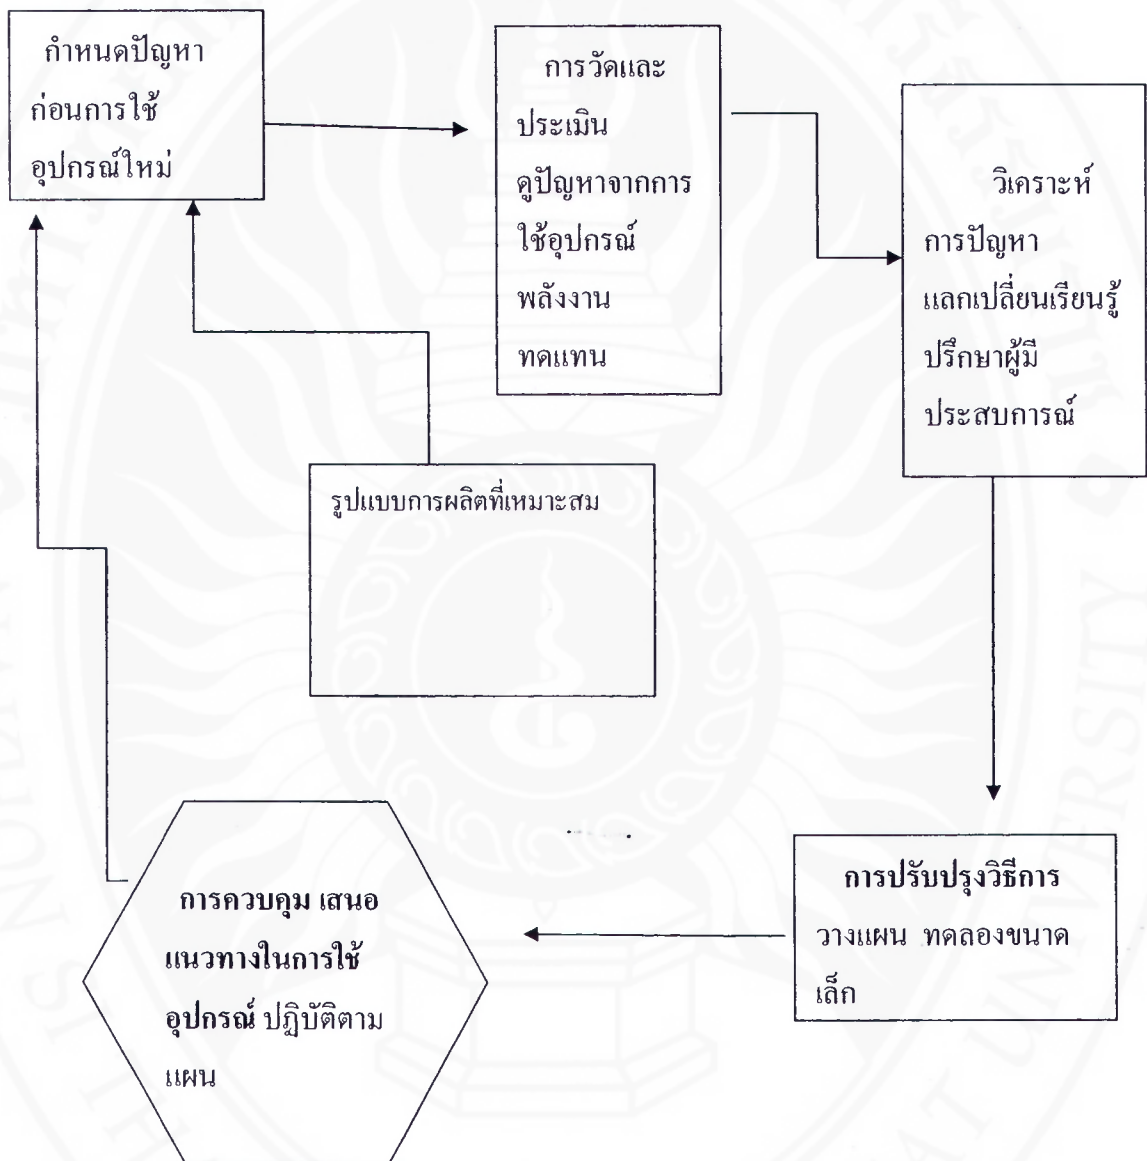 กำหนดปัญหา
ก่อนการใช้
อุปกรณ์ใหม่
การวัดและ
ประเมิน
ดูปัญหาจากการ
ใช้อุปกรณ์
พลังงาน
ทดแทน
วิเคราะห์
การปัญหา
แลกเปลี่ยนเรียนรู้
ปรึกษาผู้มี
ประสบการณ์
รูปแบบการผลิตที่เหมาะสม
การปรับปรุงวิธีการ
วางแผน ทดลองขนาด
เล็ก
การควบคุม เสนอ
แนวทางในการใช้
อุปกรณ์ ปฏิบัติตาม
แผน